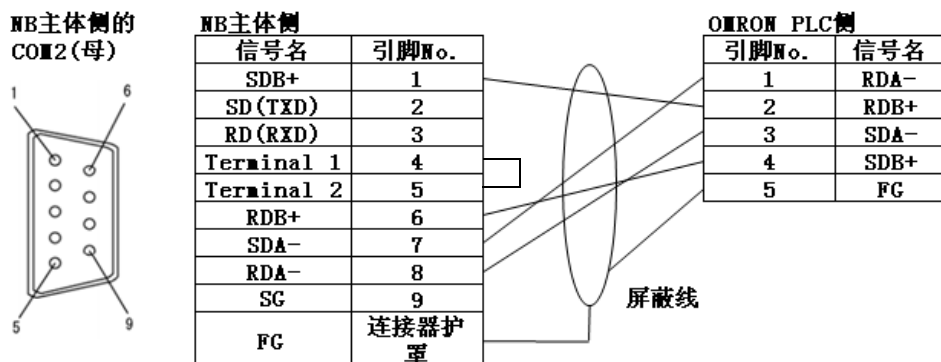 NB主体侧的
COM2(母)
1
6
5
9
NB主体侧
信号名 引脚No.
SDB+ 1
SD(TXD) 2
RD(RXD) 3
Terminal 1 4
Terminal 2 5
RDB+ 6
SDA- 7
RDA- 8
SG 9
FG 连接器护罩
屏蔽线
OMRON PLC侧
引脚No. 信号名
1 RDA-
2 RDB+
3 SDA-
4 SDB+
5 FG